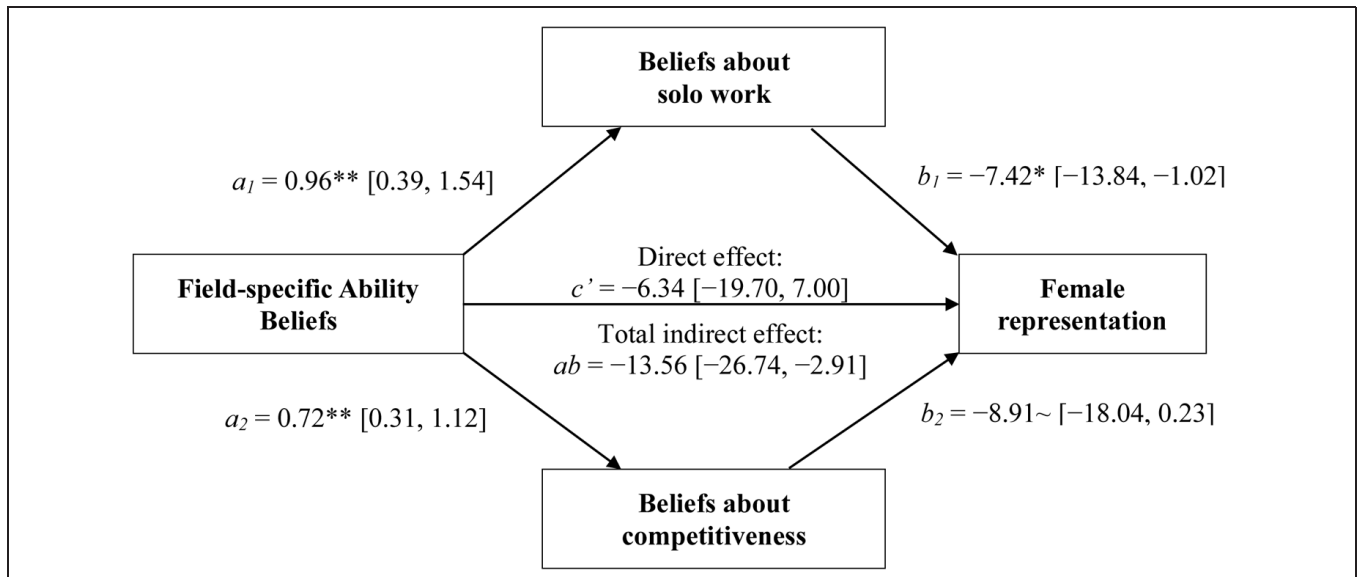 Beliefs about
solo work
a₁ = 0.96** [0.39, 1.54]
b₁ = −7.42* [−13.84, −1.02]
Field-specific Ability
Beliefs
Direct effect:
c’ = −6.34 [−19.70, 7.00]
Total indirect effect:
ab = −13.56 [−26.74, −2.91]
Female
representation
a₂ = 0.72** [0.31, 1.12]
b₂ = −8.91~ [−18.04, 0.23]
Beliefs about
competitiveness